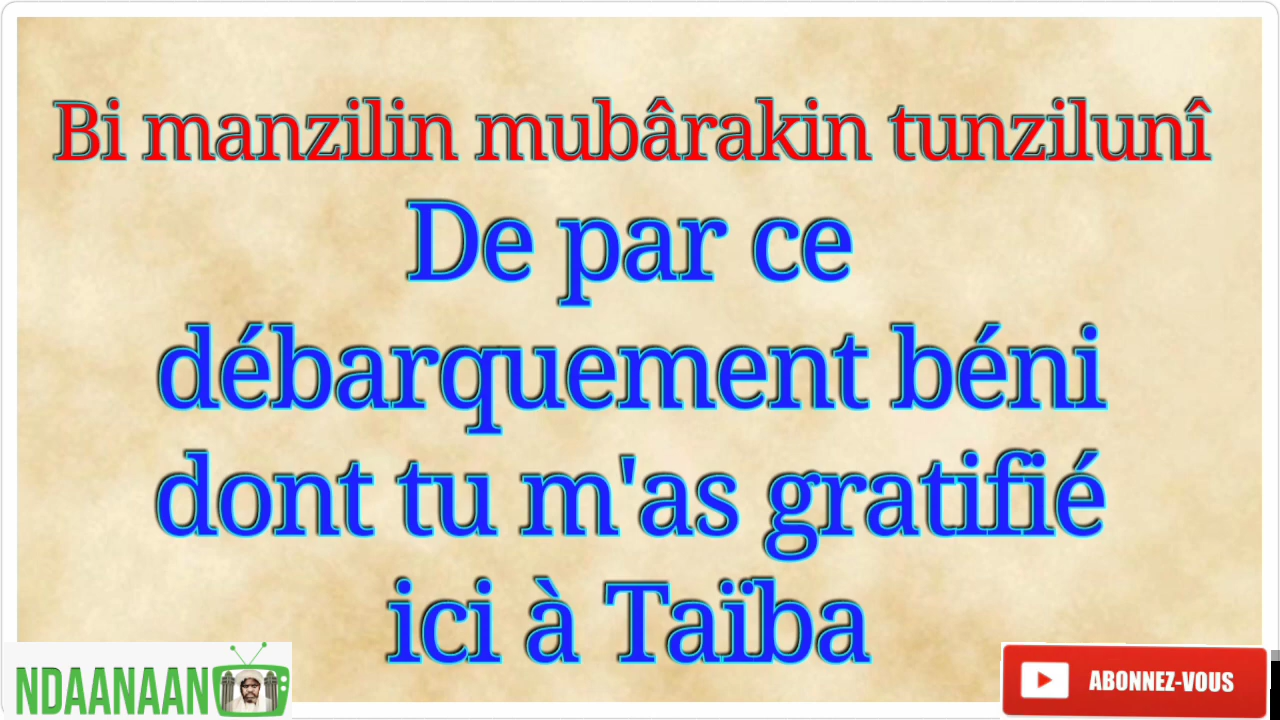 Bi manzilin mubârakin tunzilunî
De par ce
débarquement béni
dont tu m'as gratifié
ici à Taïba
NDAANAAN
ABONNEZ-VOUS